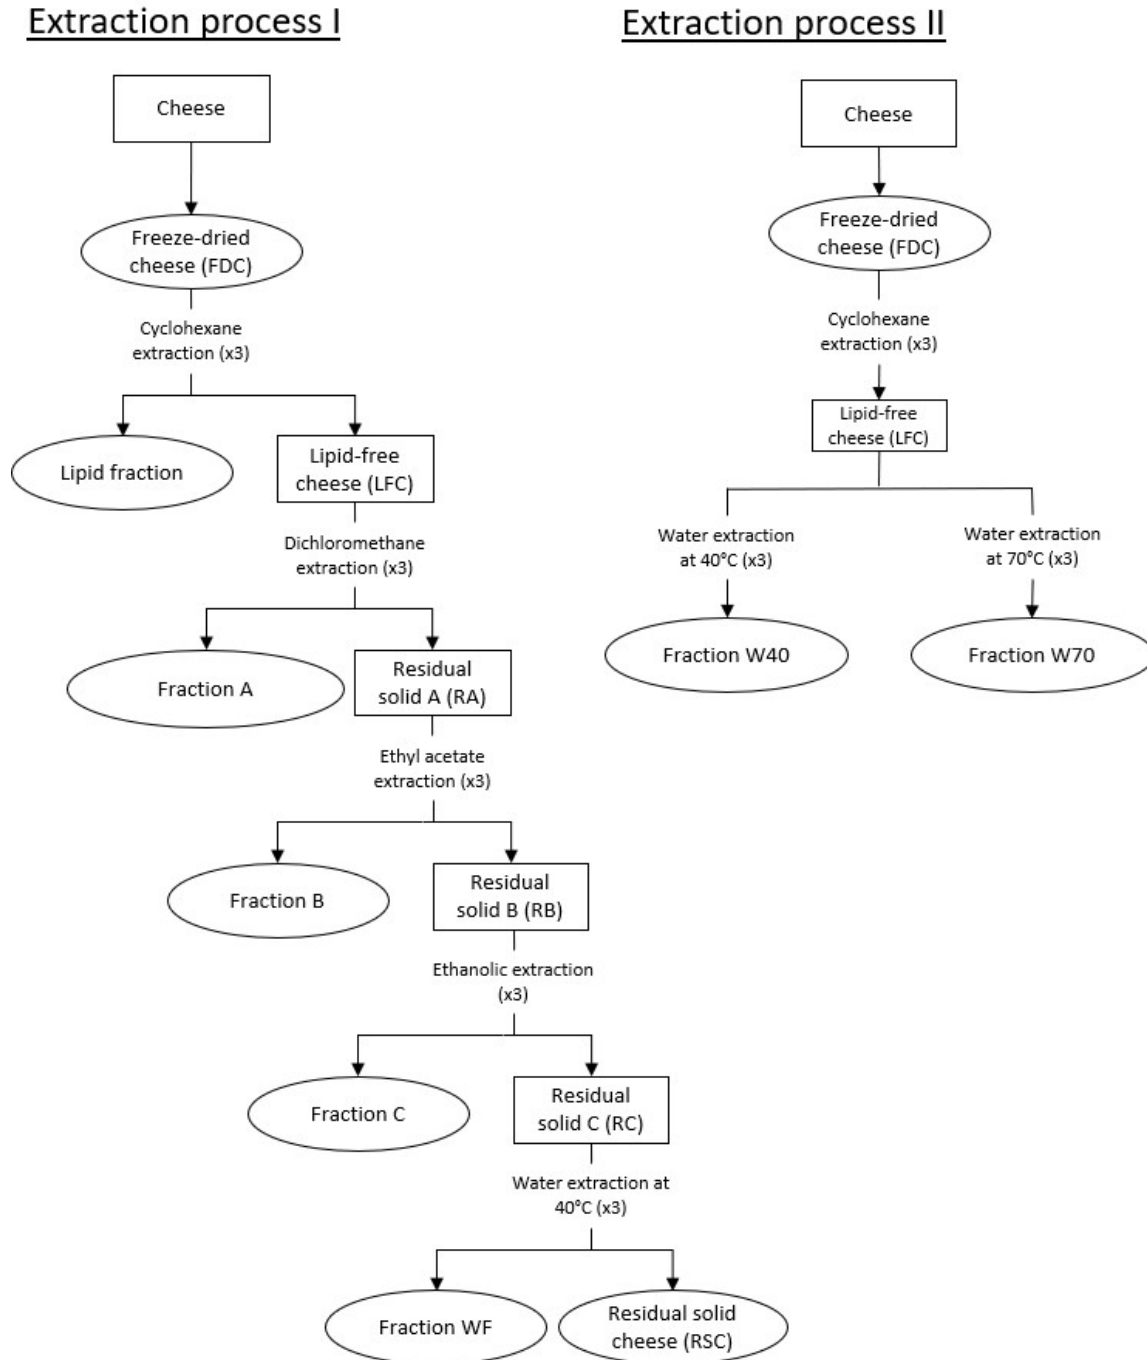 Extraction process I
Cheese
Freeze-dried
cheese (FDC)
Cyclohexane
extraction (x3)
Lipid fraction
Lipid-free
cheese (LFC)
Dichloromethane
extraction (x3)
Fraction A
Residual
solid A (RA)
Ethyl acetate
extraction (x3)
Fraction B
Residual
solid B (RB)
Ethanolic extraction
(x3)
Fraction C
Residual
solid C (RC)
Water extraction at
40°C (x3)
Fraction WF
Residual solid
cheese (RSC)
Extraction process II
Cheese
Freeze-dried
cheese (FDC)
Cyclohexane
extraction (x3)
Lipid-free
cheese (LFC)
Water extraction
at 40°C (x3)
Water extraction
at 70°C (x3)
Fraction W40
Fraction W70